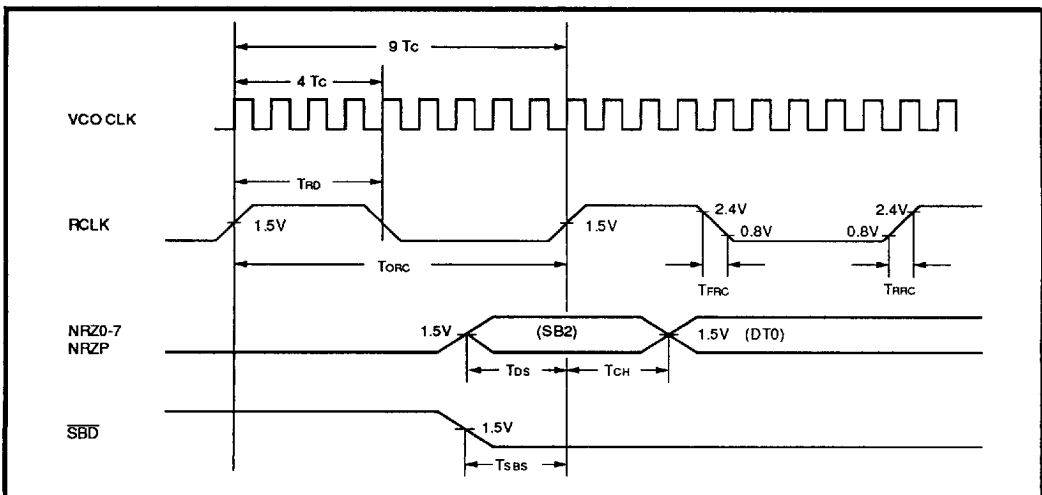 9 Tc
4 Tc
VCO CLK
TRD
RCLK
1.5V
1.5V
2.4V
0.8V
2.4V
0.8V
TORC
TFRC
TRRC
NRZ0-7
NRZP
1.5V
(SB2)
1.5V
(DT0)
TDS
TCH
SBD
1.5V
TSBS